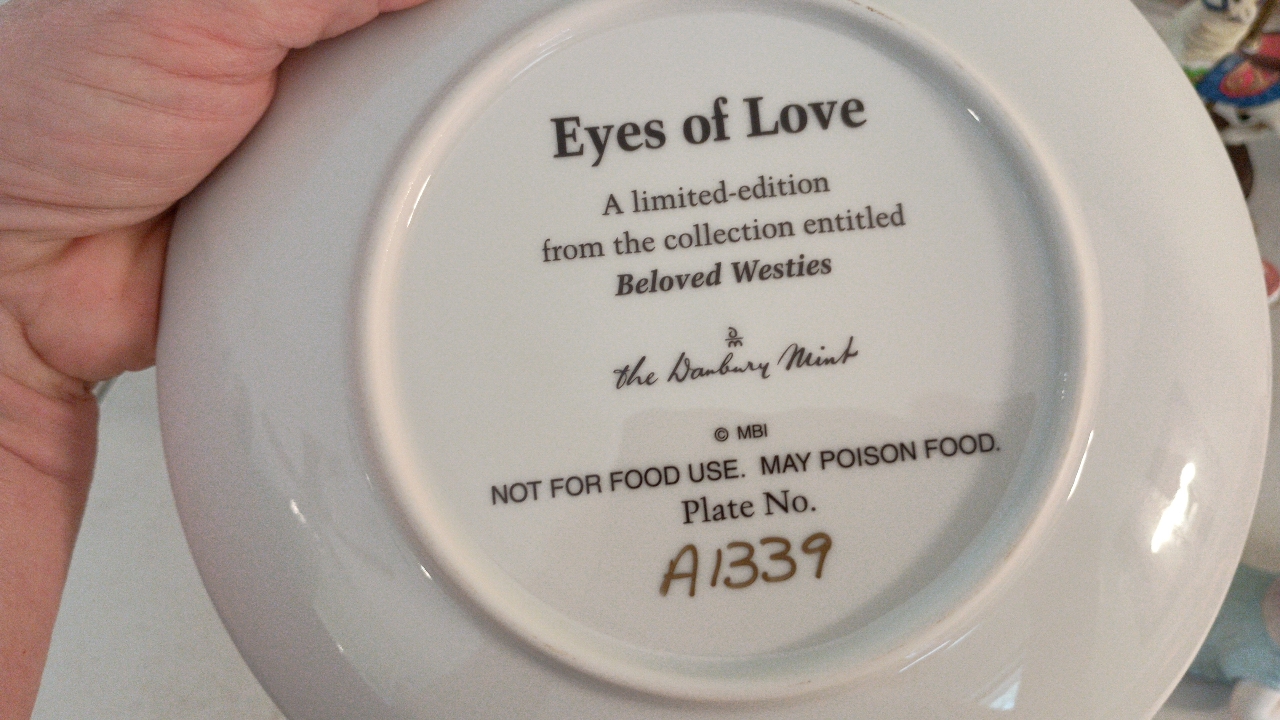 Eyes of Love
A limited-edition
from the collection entitled
Beloved Westies
dm
the Danbury Mint
© MBI
NOT FOR FOOD USE. MAY POISON FOOD.
Plate No.
A1339